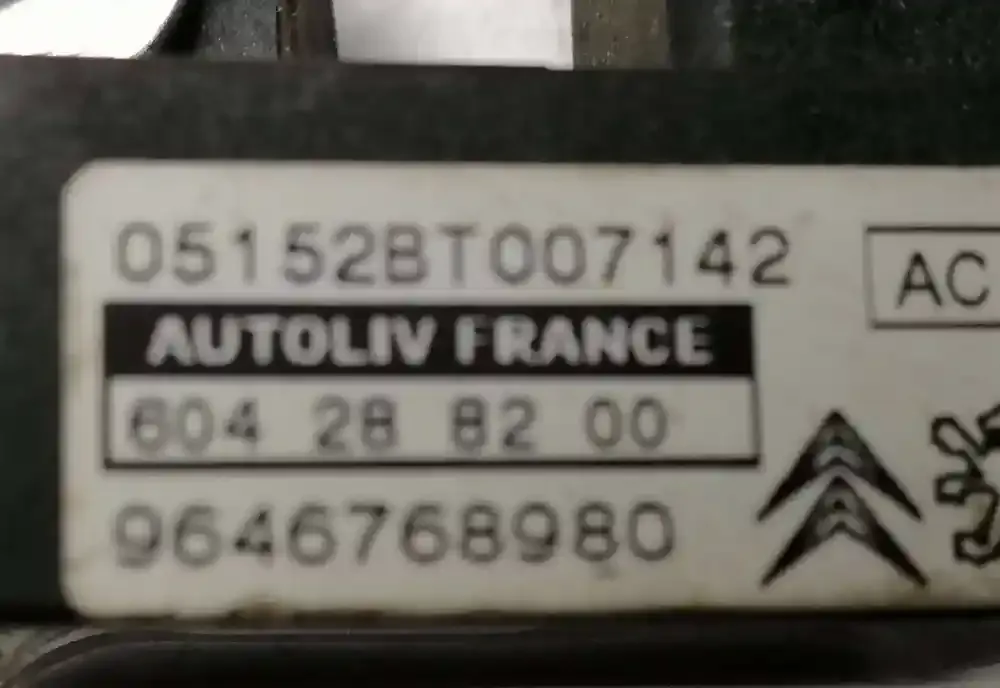 05152BT007142
AC
AUTOLIV FRANCE
604 28 82 00
9646768980